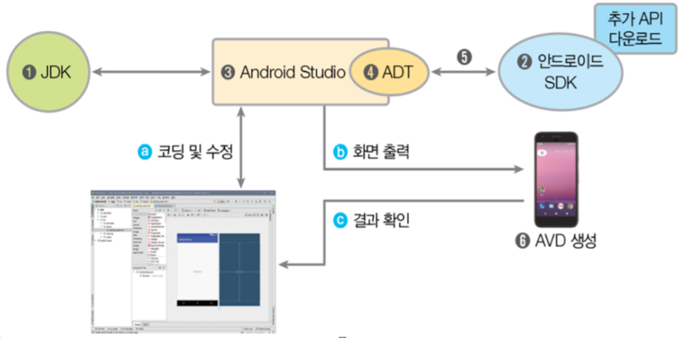 추가 API
다운로드
❶ JDK
❸ Android Studio
❹ ADT
❺
❷ 안드로이드
SDK
ⓐ 코딩 및 수정
ⓑ 화면 출력
ⓒ 결과 확인
❻ AVD 생성